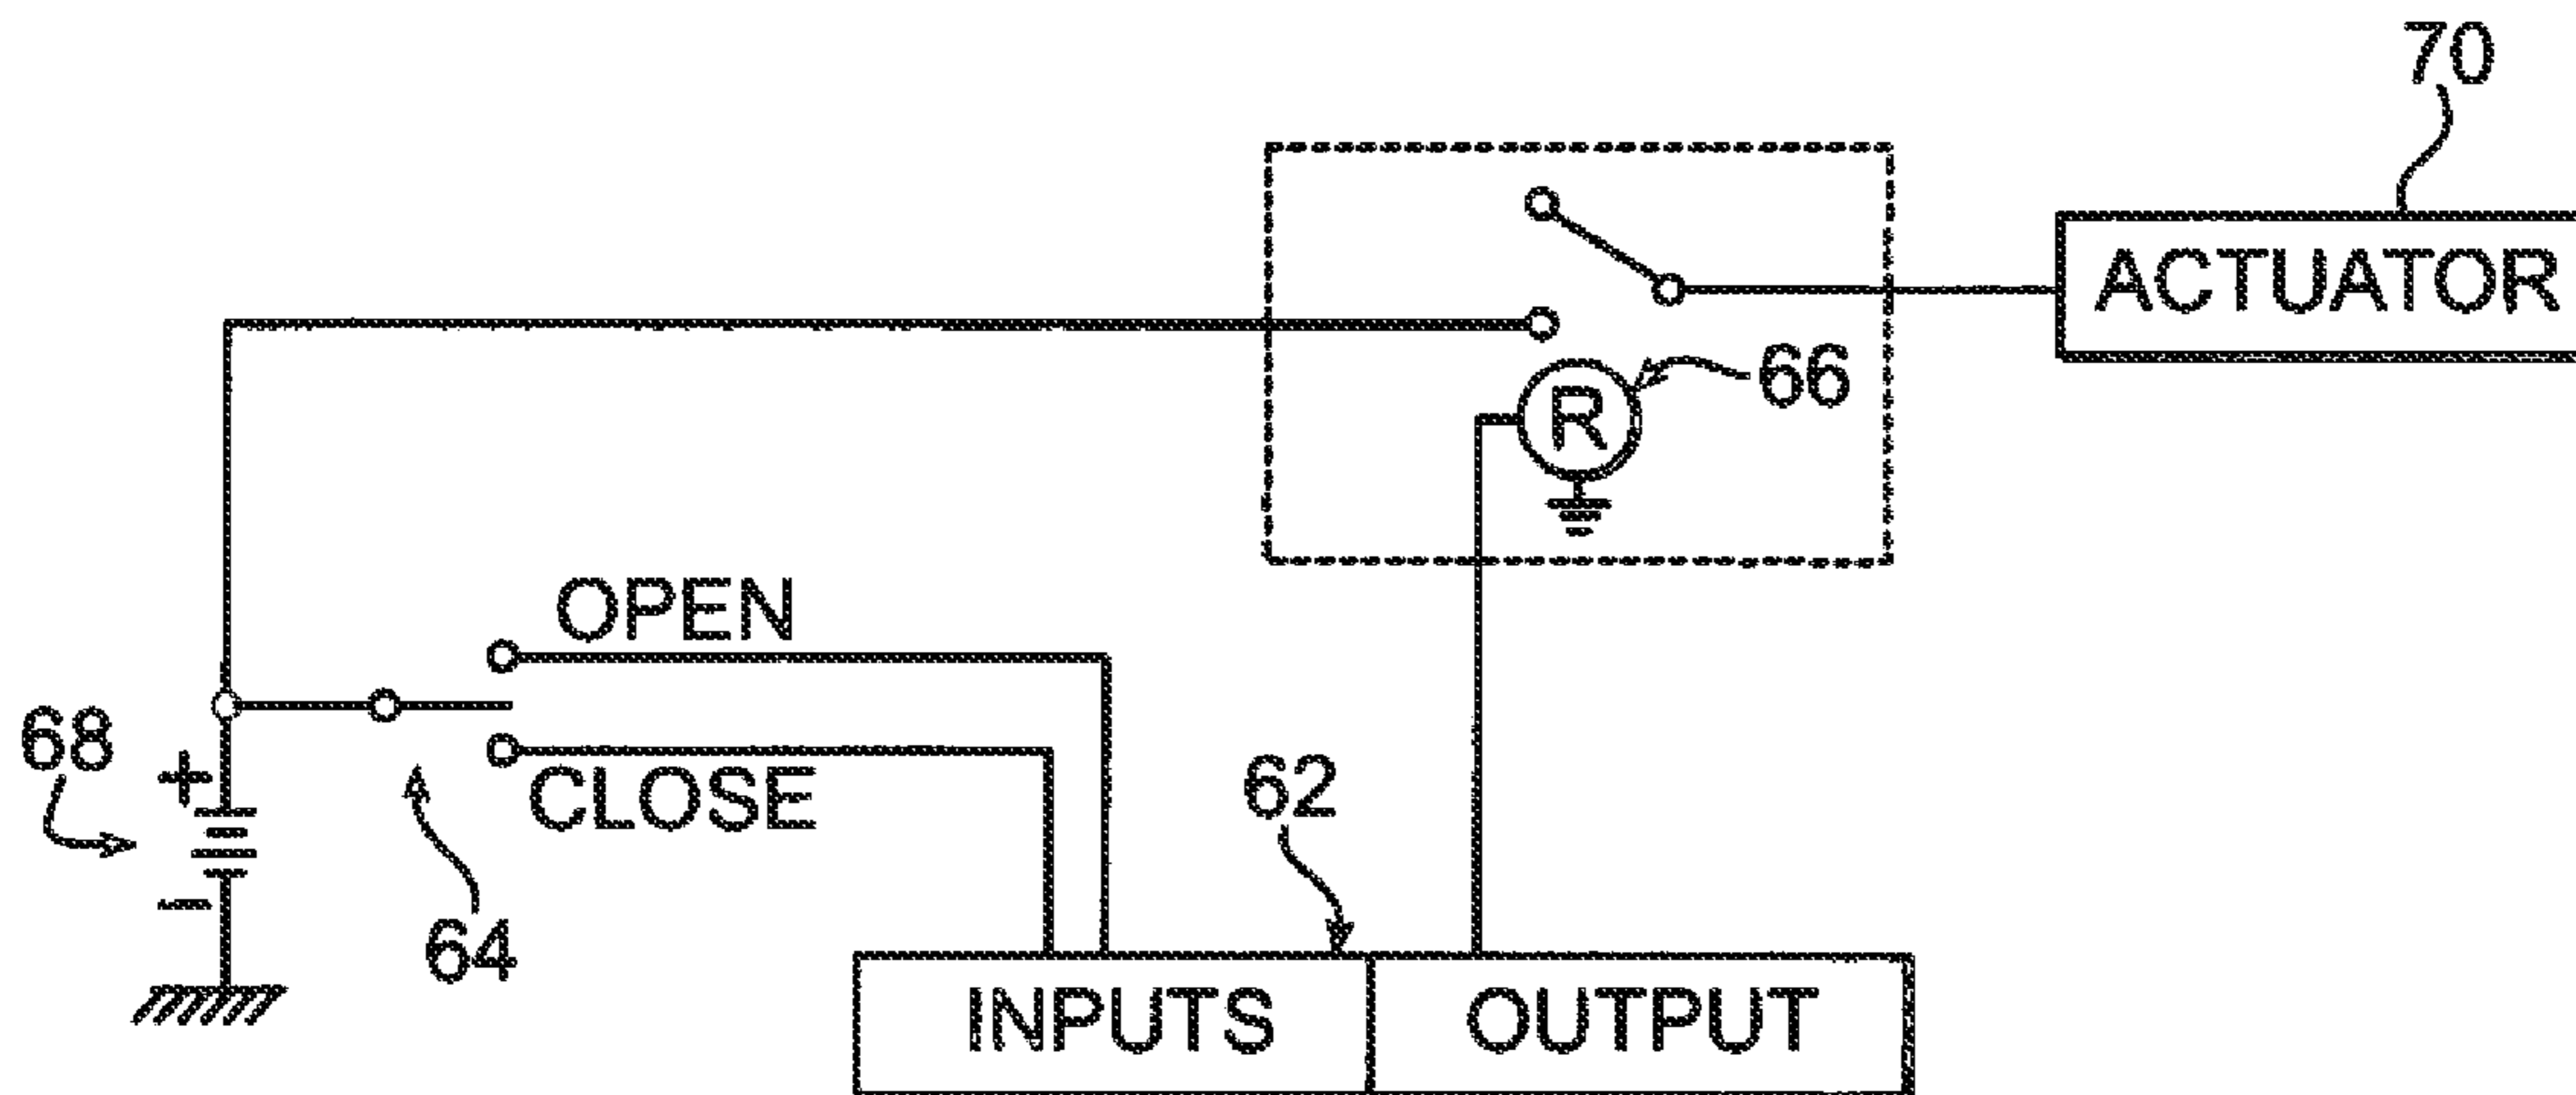 70
ACTUATOR
66
R
OPEN
68
+
CLOSE
62
-
64
INPUTS
OUTPUT